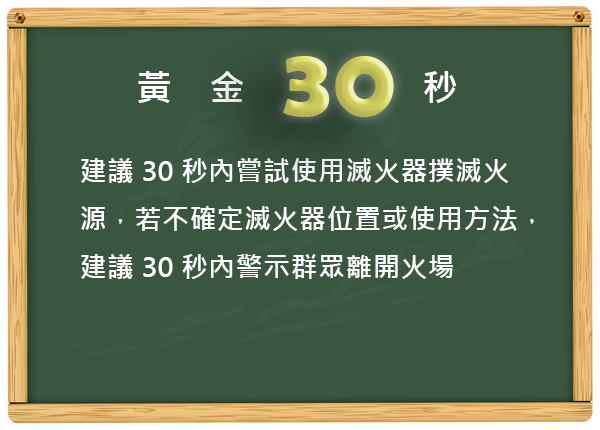 黃 金 30 秒
建議 30 秒內嘗試使用滅火器撲滅火
源，若不確定滅火器位置或使用方法，
建議 30 秒內警示群眾離開火場